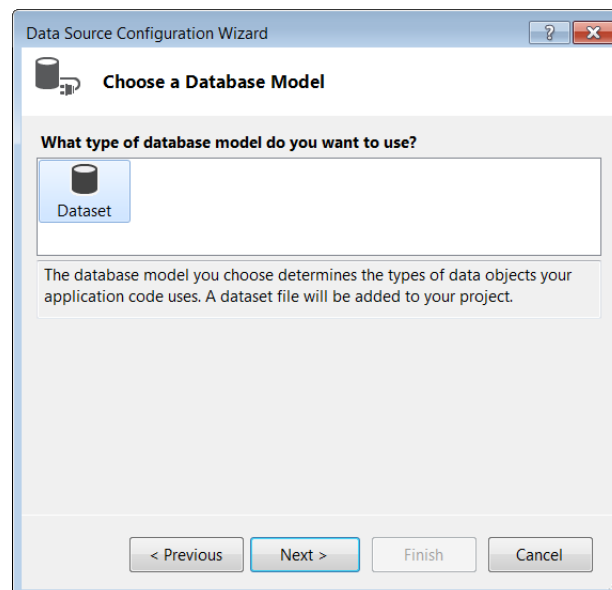 Data Source Configuration Wizard
Choose a Database Model
What type of database model do you want to use?
Dataset
The database model you choose determines the types of data objects your
application code uses. A dataset file will be added to your project.
< Previous Next > Finish Cancel